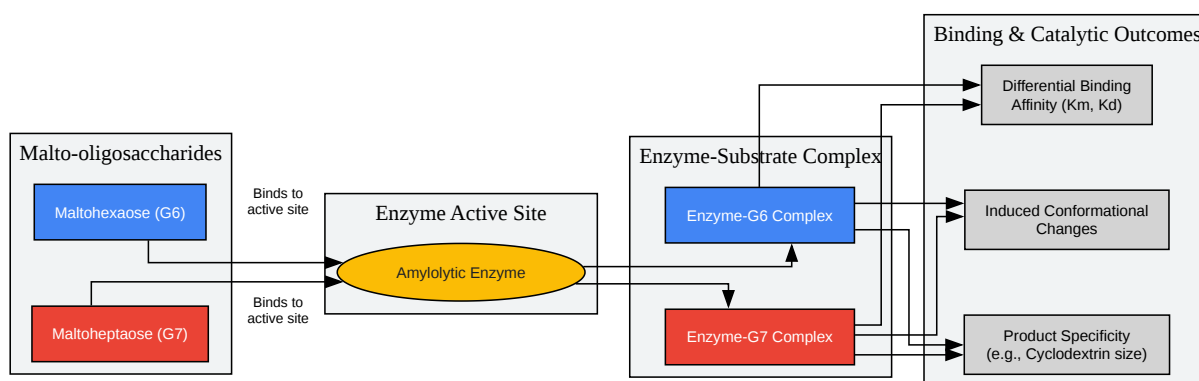 Malto-oligosaccharides
Maltohexaose (G6)
Maltoheptaose (G7)
Binds to
active site
Binds to
active site
Enzyme Active Site
Amylolytic Enzyme
Enzyme-Substrate Complex
Enzyme-G6 Complex
Enzyme-G7 Complex
Binding & Catalytic Outcomes
Differential Binding
Affinity (Km, Kd)
Induced Conformational
Changes
Product Specificity
(e.g., Cyclodextrin size)